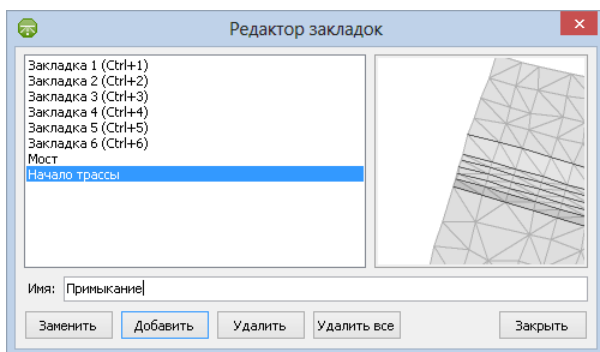 Редактор закладок
Закладка 1 (Ctrl+1)
Закладка 2 (Ctrl+2)
Закладка 3 (Ctrl+3)
Закладка 4 (Ctrl+4)
Закладка 5 (Ctrl+5)
Закладка 6 (Ctrl+6)
Мост
Начало трассы
Имя: Примыкание
Заменить Добавить Удалить Удалить все Закрыть